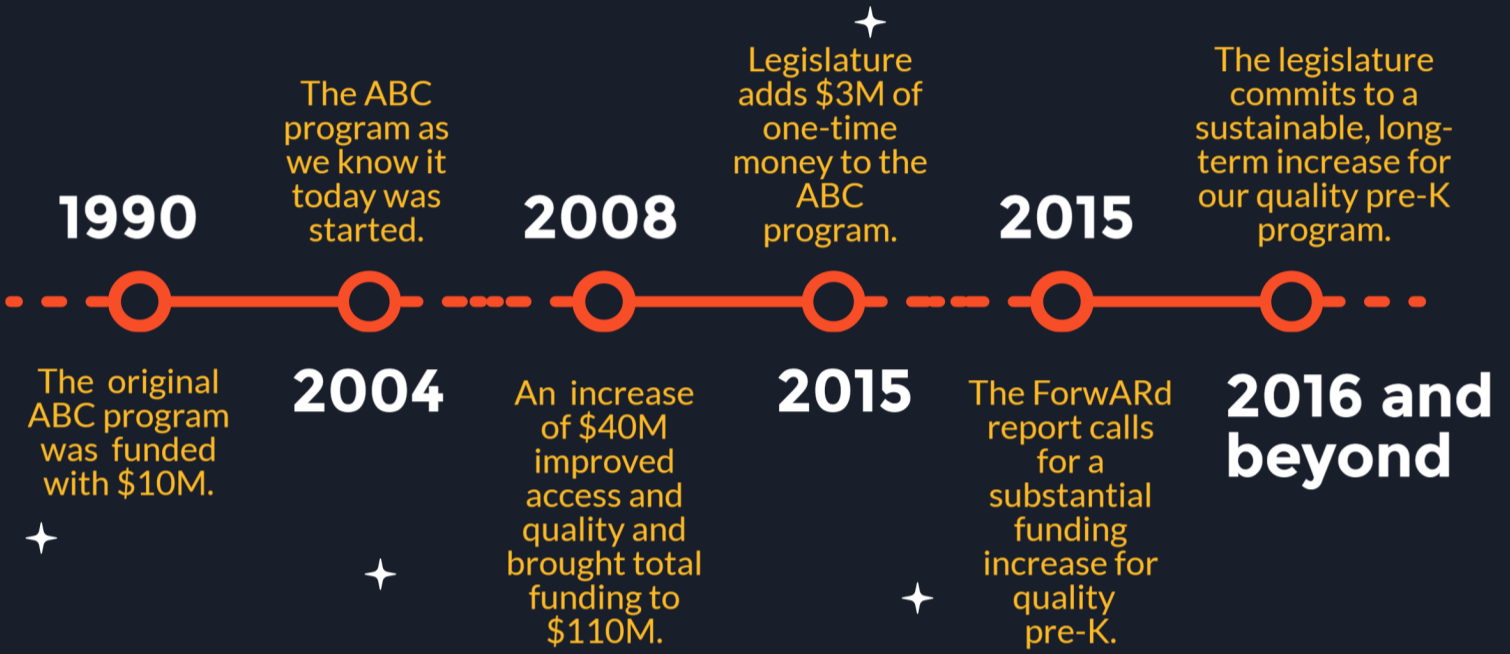 1990
The original
ABC program
was funded
with $10M.
The ABC
program as
we know it
today was
started.
2004
2008
An increase
of $40M
improved
access and
quality and
brought total
funding to
$110M.
Legislature
adds $3M of
one-time
money to the
ABC
program.
2015
2015
The ForwARd
report calls
for a
substantial
funding
increase for
quality
pre-K.
The legislature
commits to a
sustainable, long-
term increase for
our quality pre-K
program.
2016 and
beyond